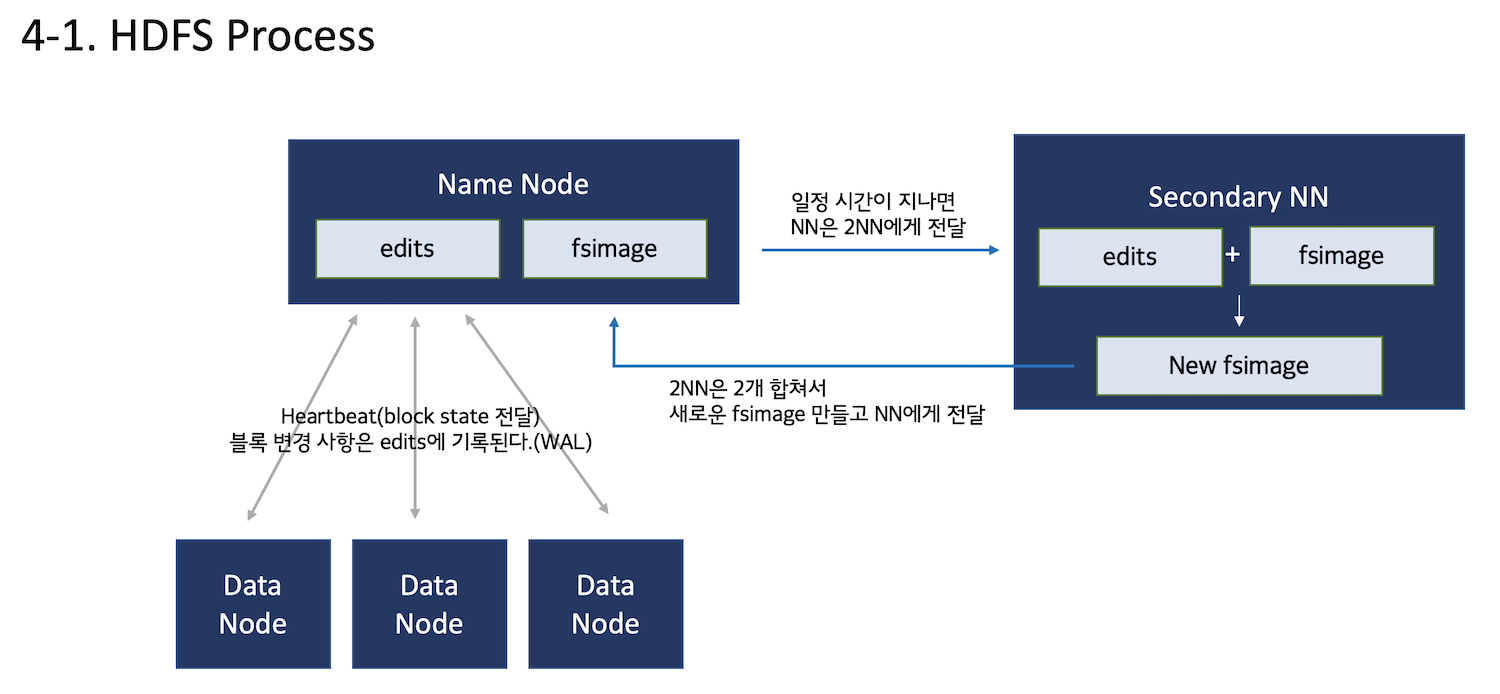 4-1. HDFS Process
Name Node
edits
fsimage
일정 시간이 지나면
NN은 2NN에게 전달
Secondary NN
edits
+
fsimage
New fsimage
2NN은 2개 합쳐서
새로운 fsimage 만들고 NN에게 전달
Heartbeat(block state 전달)
블록 변경 사항은 edits에 기록된다.(WAL)
Data
Node
Data
Node
Data
Node